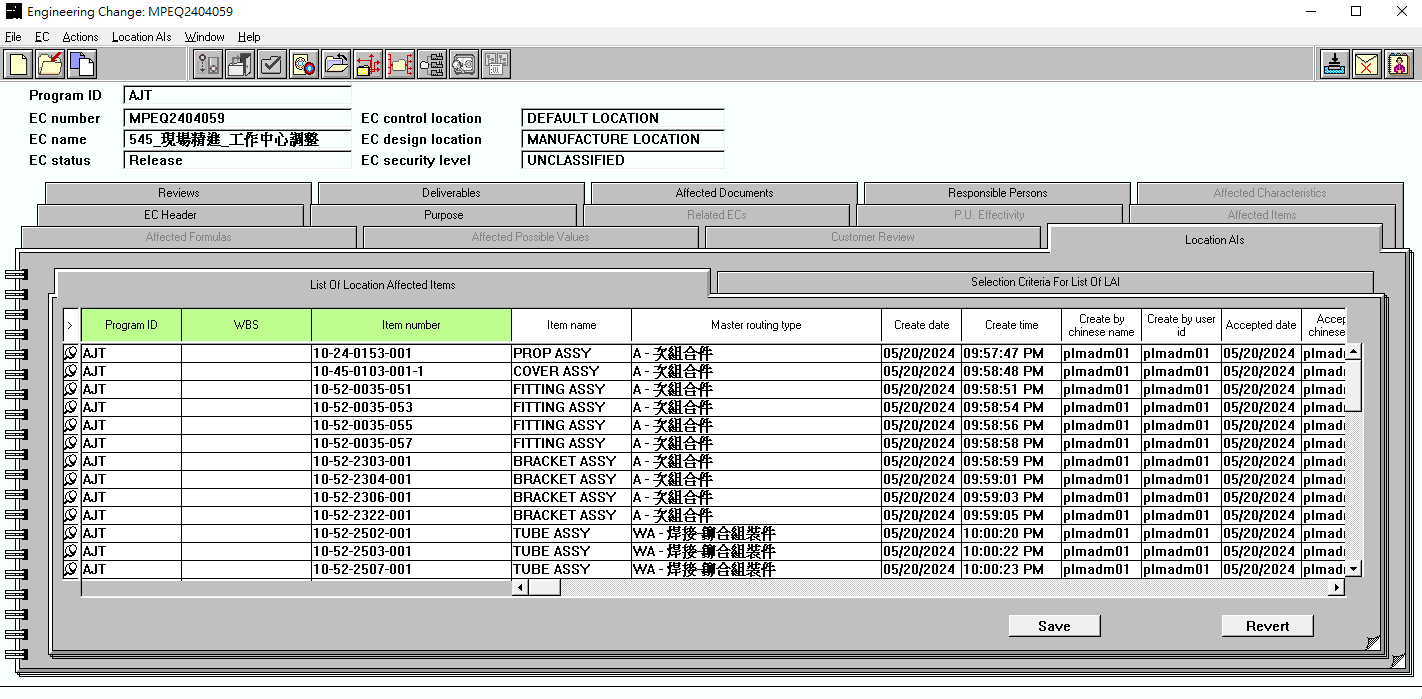 Engineering Change: MPEQ2404059
File EC Actions Location AIs Window Help
Program ID AJT
EC number MPEQ2404059 EC control location DEFAULT LOCATION
EC name 545_現場精進_工作中心調整 EC design location MANUFACTURE LOCATION
EC status Release EC security level UNCLASSIFIED
Reviews Deliverables Affected Documents Responsible Persons Affected Characteristics
EC Header Purpose Related ECs P.U. Effectivity Affected Items
Affected Formulas Affected Possible Values Customer Review Location AIs
List Of Location Affected Items Selection Criteria For List Of LAI
> Program ID WBS Item number Item name Master routing type Create date Create time Create by chinese name Create by user id Accepted date Accep chinese
AJT 10-24-0153-001 PROP ASSY A - 次組合件 05/20/2024 09:57:47 PM plmadm01 plmadm01 05/20/2024 plmad
AJT 10-45-0103-001-1 COVER ASSY A - 次組合件 05/20/2024 09:58:48 PM plmadm01 plmadm01 05/20/2024 plmad
AJT 10-52-0035-051 FITTING ASSY A - 次組合件 05/20/2024 09:58:51 PM plmadm01 plmadm01 05/20/2024 plmad
AJT 10-52-0035-053 FITTING ASSY A - 次組合件 05/20/2024 09:58:54 PM plmadm01 plmadm01 05/20/2024 plmad
AJT 10-52-0035-055 FITTING ASSY A - 次組合件 05/20/2024 09:58:56 PM plmadm01 plmadm01 05/20/2024 plmad
AJT 10-52-0035-057 FITTING ASSY A - 次組合件 05/20/2024 09:58:58 PM plmadm01 plmadm01 05/20/2024 plmad
AJT 10-52-2303-001 BRACKET ASSY A - 次組合件 05/20/2024 09:58:59 PM plmadm01 plmadm01 05/20/2024 plmad
AJT 10-52-2304-001 BRACKET ASSY A - 次組合件 05/20/2024 09:59:01 PM plmadm01 plmadm01 05/20/2024 plmad
AJT 10-52-2306-001 BRACKET ASSY A - 次組合件 05/20/2024 09:59:03 PM plmadm01 plmadm01 05/20/2024 plmad
AJT 10-52-2322-001 BRACKET ASSY A - 次組合件 05/20/2024 09:59:05 PM plmadm01 plmadm01 05/20/2024 plmad
AJT 10-52-2502-001 TUBE ASSY WA - 焊接·鉚合組裝件 05/20/2024 10:00:20 PM plmadm01 plmadm01 05/20/2024 plmad
AJT 10-52-2503-001 TUBE ASSY WA - 焊接·鉚合組裝件 05/20/2024 10:00:22 PM plmadm01 plmadm01 05/20/2024 plmad
AJT 10-52-2507-001 TUBE ASSY WA - 焊接·鉚合組裝件 05/20/2024 10:00:23 PM plmadm01 plmadm01 05/20/2024 plmad
Save Revert